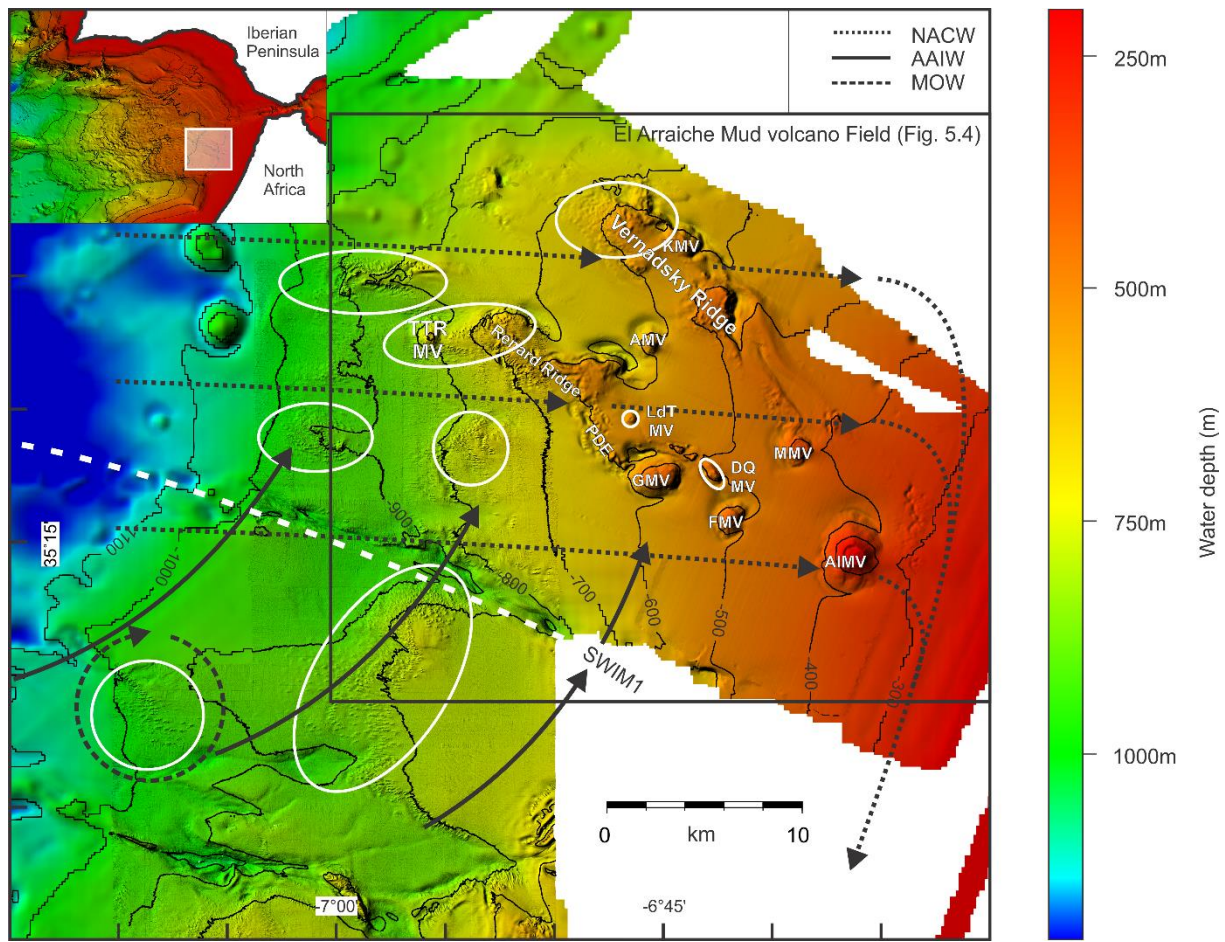 Iberian
Peninsula
North
Africa
NACW
AAIW
MOW
El Arraiche Mud volcano Field (Fig. 5.4)
Vernadsky Ridge
KMV
TTR
MV
Renard Ridge
AMV
LdT
MV
PDE
GMV
DQ
MV
MMV
FMV
AIMV
SWIM1
-1100
-1000
-900
-800
-700
-600
-500
-400
-300
35°15'
-7°00'
-6°45'
0
10
km
250m
500m
750m
1000m
Water depth (m)